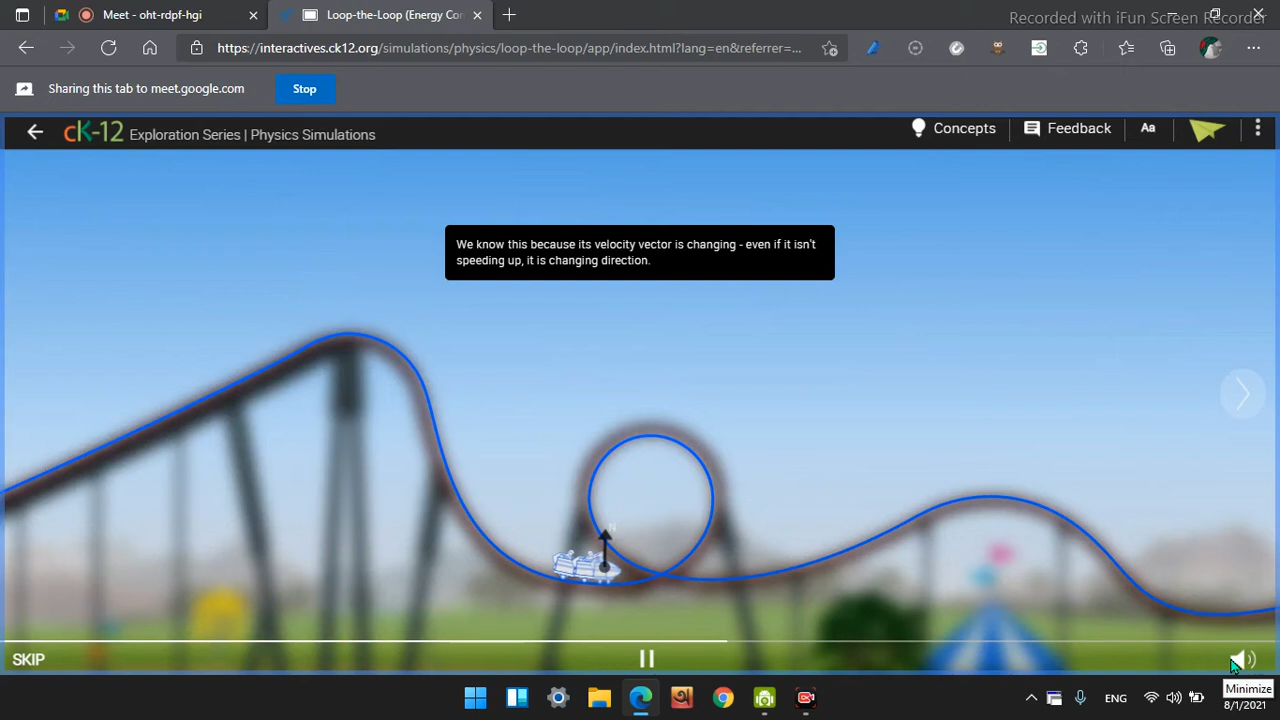 Meet - oht-rdpf-hgi
Loop-the-Loop (Energy Cor
Recorded with iFun Screen Recorder
https://interactives.ck12.org/simulations/physics/loop-the-loop/app/index.html?lang=en&referrer=...
Sharing this tab to meet.google.com
Stop
cK-12 Exploration Series | Physics Simulations
Concepts
Feedback
Aa
We know this because its velocity vector is changing - even if it isn't
speeding up, it is changing direction.
N
SKIP
Minimize
অ
ENG
8/1/2021